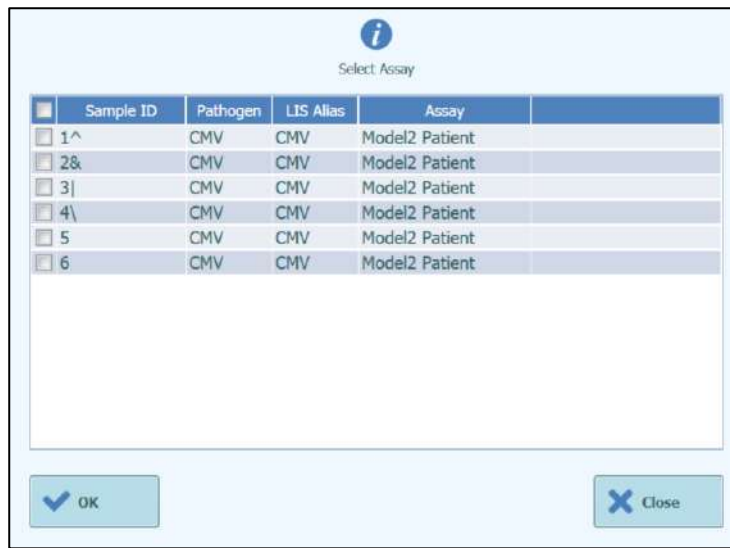 i
Select Assay
Sample ID Pathogen LIS Alias Assay
1^ CMV CMV Model2 Patient
2& CMV CMV Model2 Patient
3| CMV CMV Model2 Patient
4\ CMV CMV Model2 Patient
5 CMV CMV Model2 Patient
6 CMV CMV Model2 Patient
OK Close